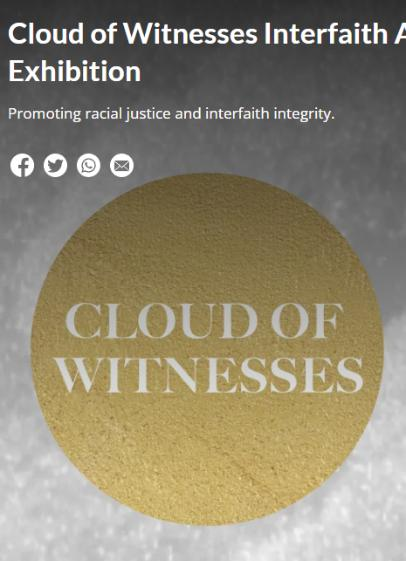 Cloud of Witnesses Interfaith A
Exhibition
Promoting racial justice and interfaith integrity.
CLOUD OF
WITNESSES